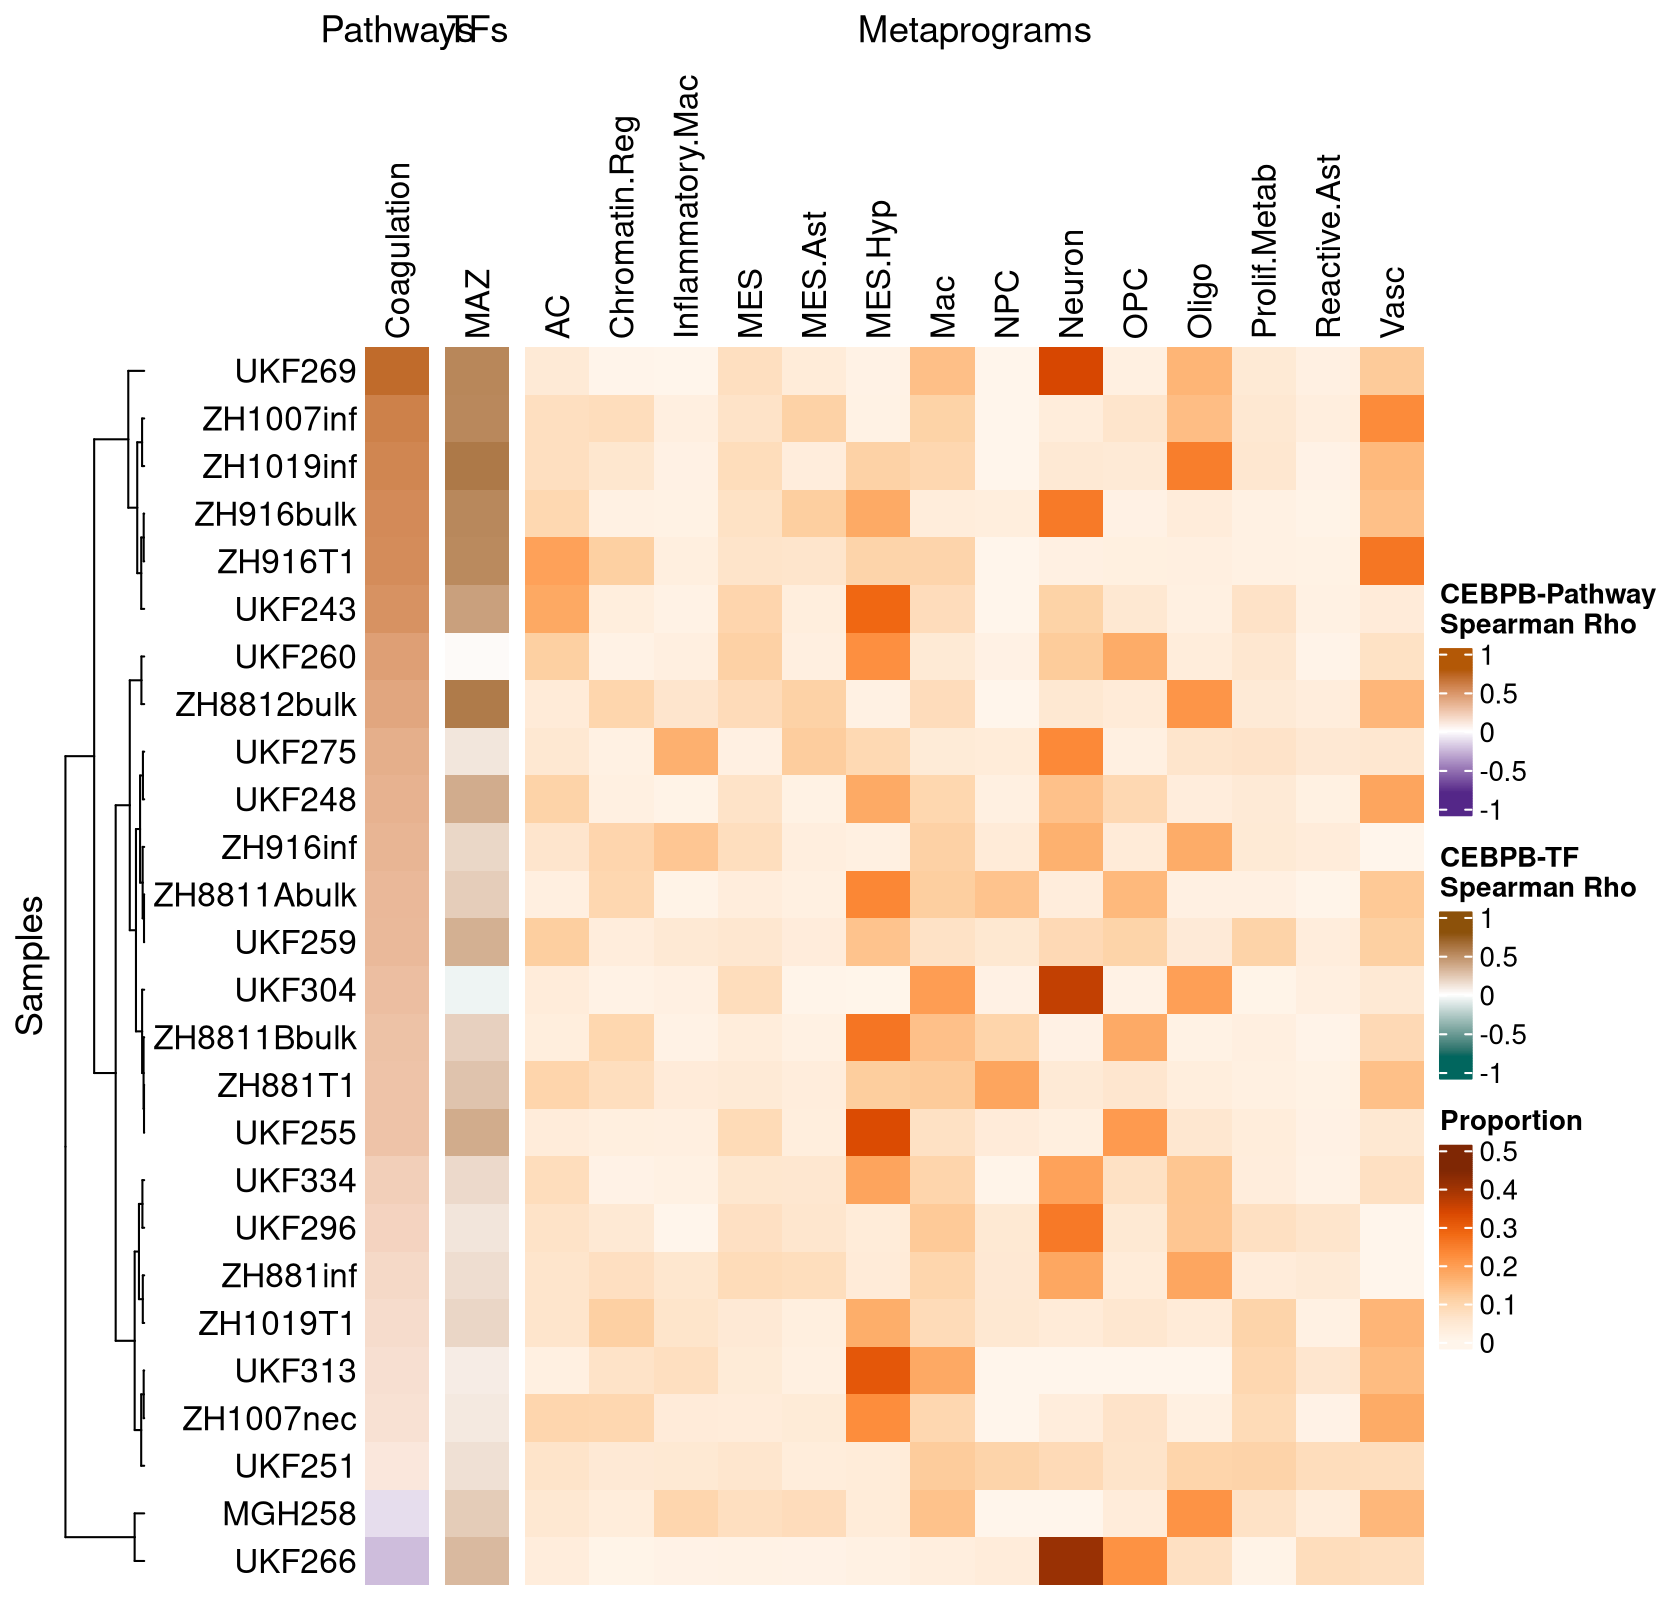 Pathways TFs Metaprograms
Coagulation
MAZ
AC
Chromatin.Reg
Inflammatory.Mac
MES
MES.Ast
MES.Hyp
Mac
NPC
Neuron
OPC
Oligo
Prolif.Metab
Reactive.Ast
Vasc
Samples
UKF269
ZH1007inf
ZH1019inf
ZH916bulk
ZH916T1
UKF243
UKF260
ZH8812bulk
UKF275
UKF248
ZH916inf
ZH8811Abulk
UKF259
UKF304
ZH8811Bbulk
ZH881T1
UKF255
UKF334
UKF296
ZH881inf
ZH1019T1
UKF313
ZH1007nec
UKF251
MGH258
UKF266
CEBPB-Pathway
Spearman Rho
1
0.5
0
-0.5
-1
CEBPB-TF
Spearman Rho
1
0.5
0
-0.5
-1
Proportion
0.5
0.4
0.3
0.2
0.1
0